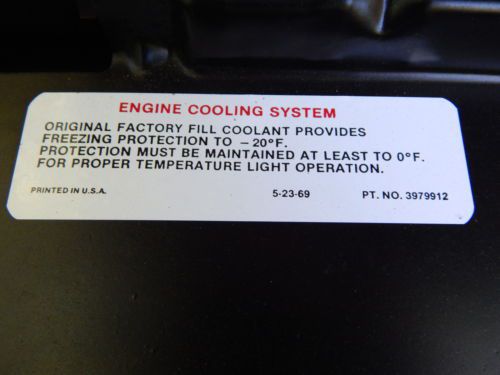 ENGINE COOLING SYSTEM
ORIGINAL FACTORY FILL COOLANT PROVIDES
FREEZING PROTECTION TO -20°F.
PROTECTION MUST BE MAINTAINED AT LEAST TO 0°F.
FOR PROPER TEMPERATURE LIGHT OPERATION.
PRINTED IN U.S.A. 5-23-69 PT. NO. 3979912